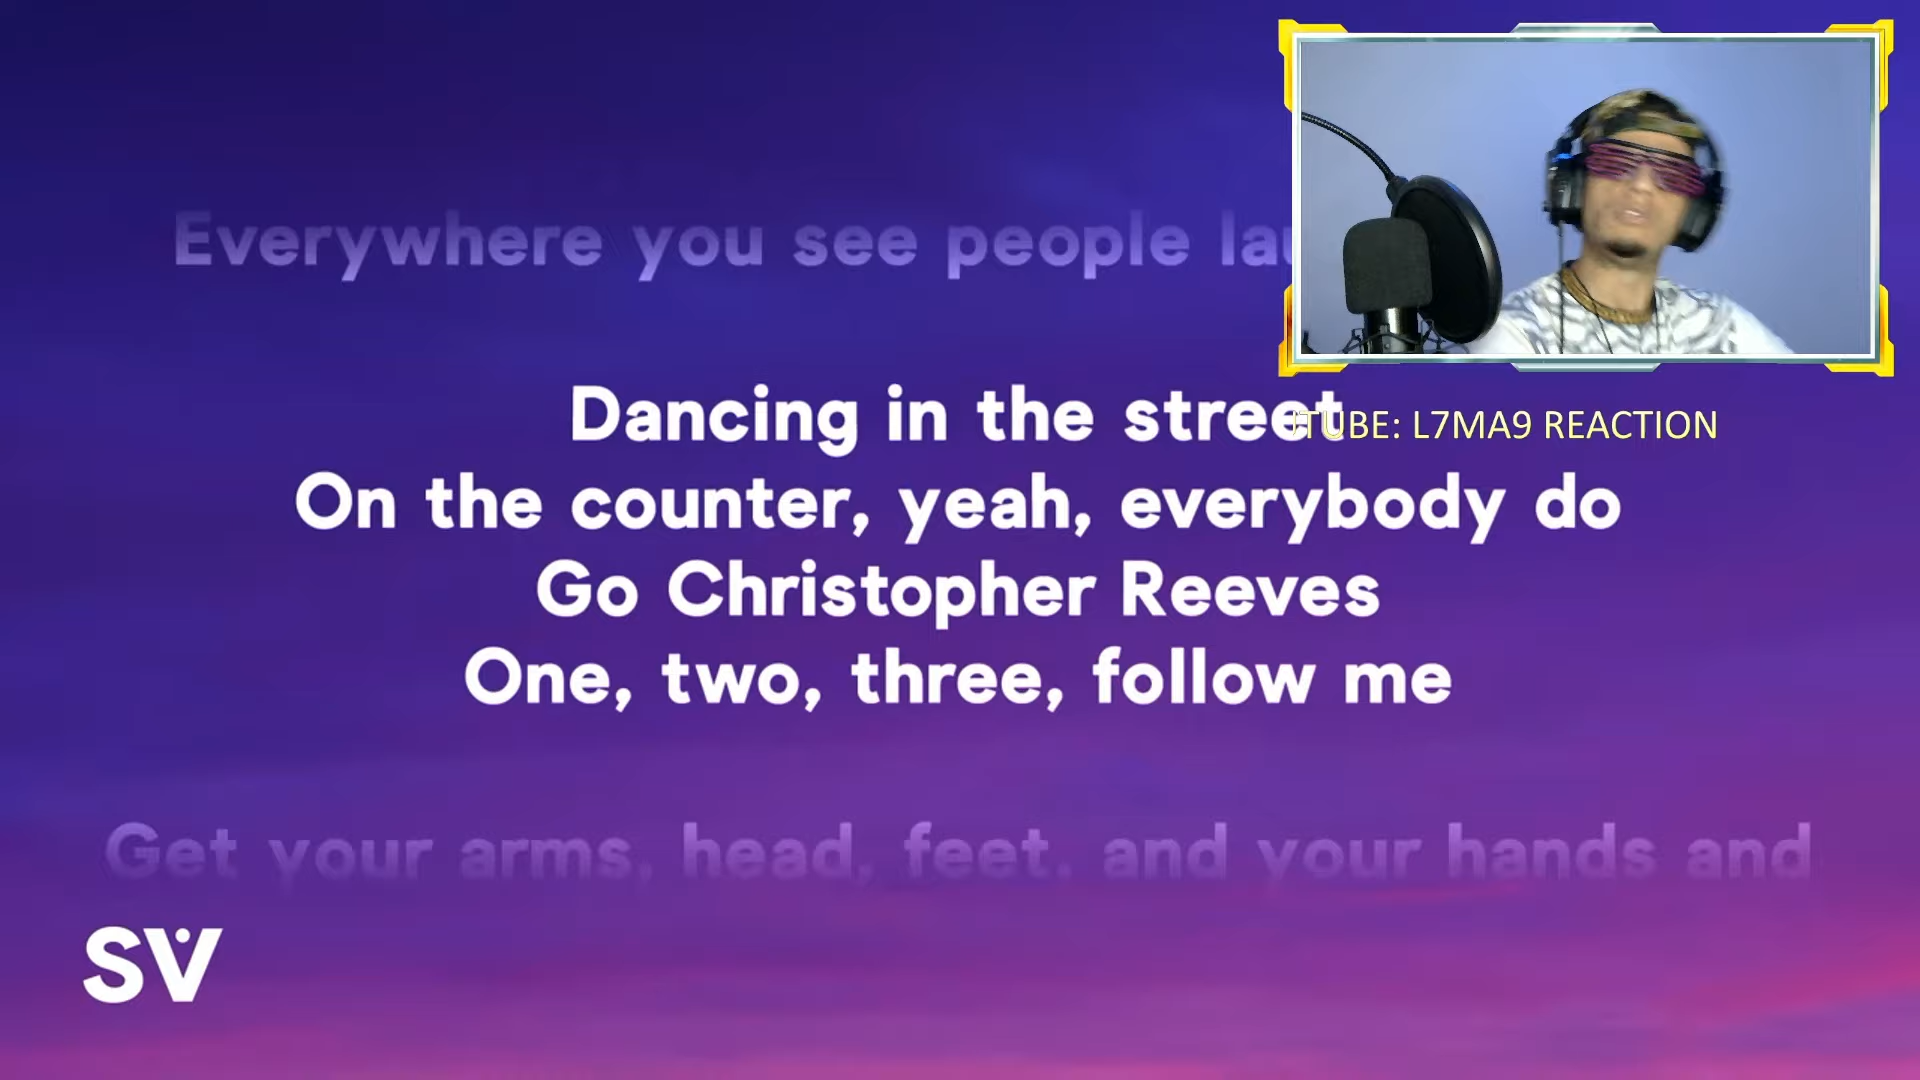 Everywhere you see people
Dancing in the street
On the counter, yeah, everybody do
Go Christopher Reeves
One, two, three, follow me
Get your arms, head, feet, and your hands and
TUBE: L7MA9 REACTION
SV